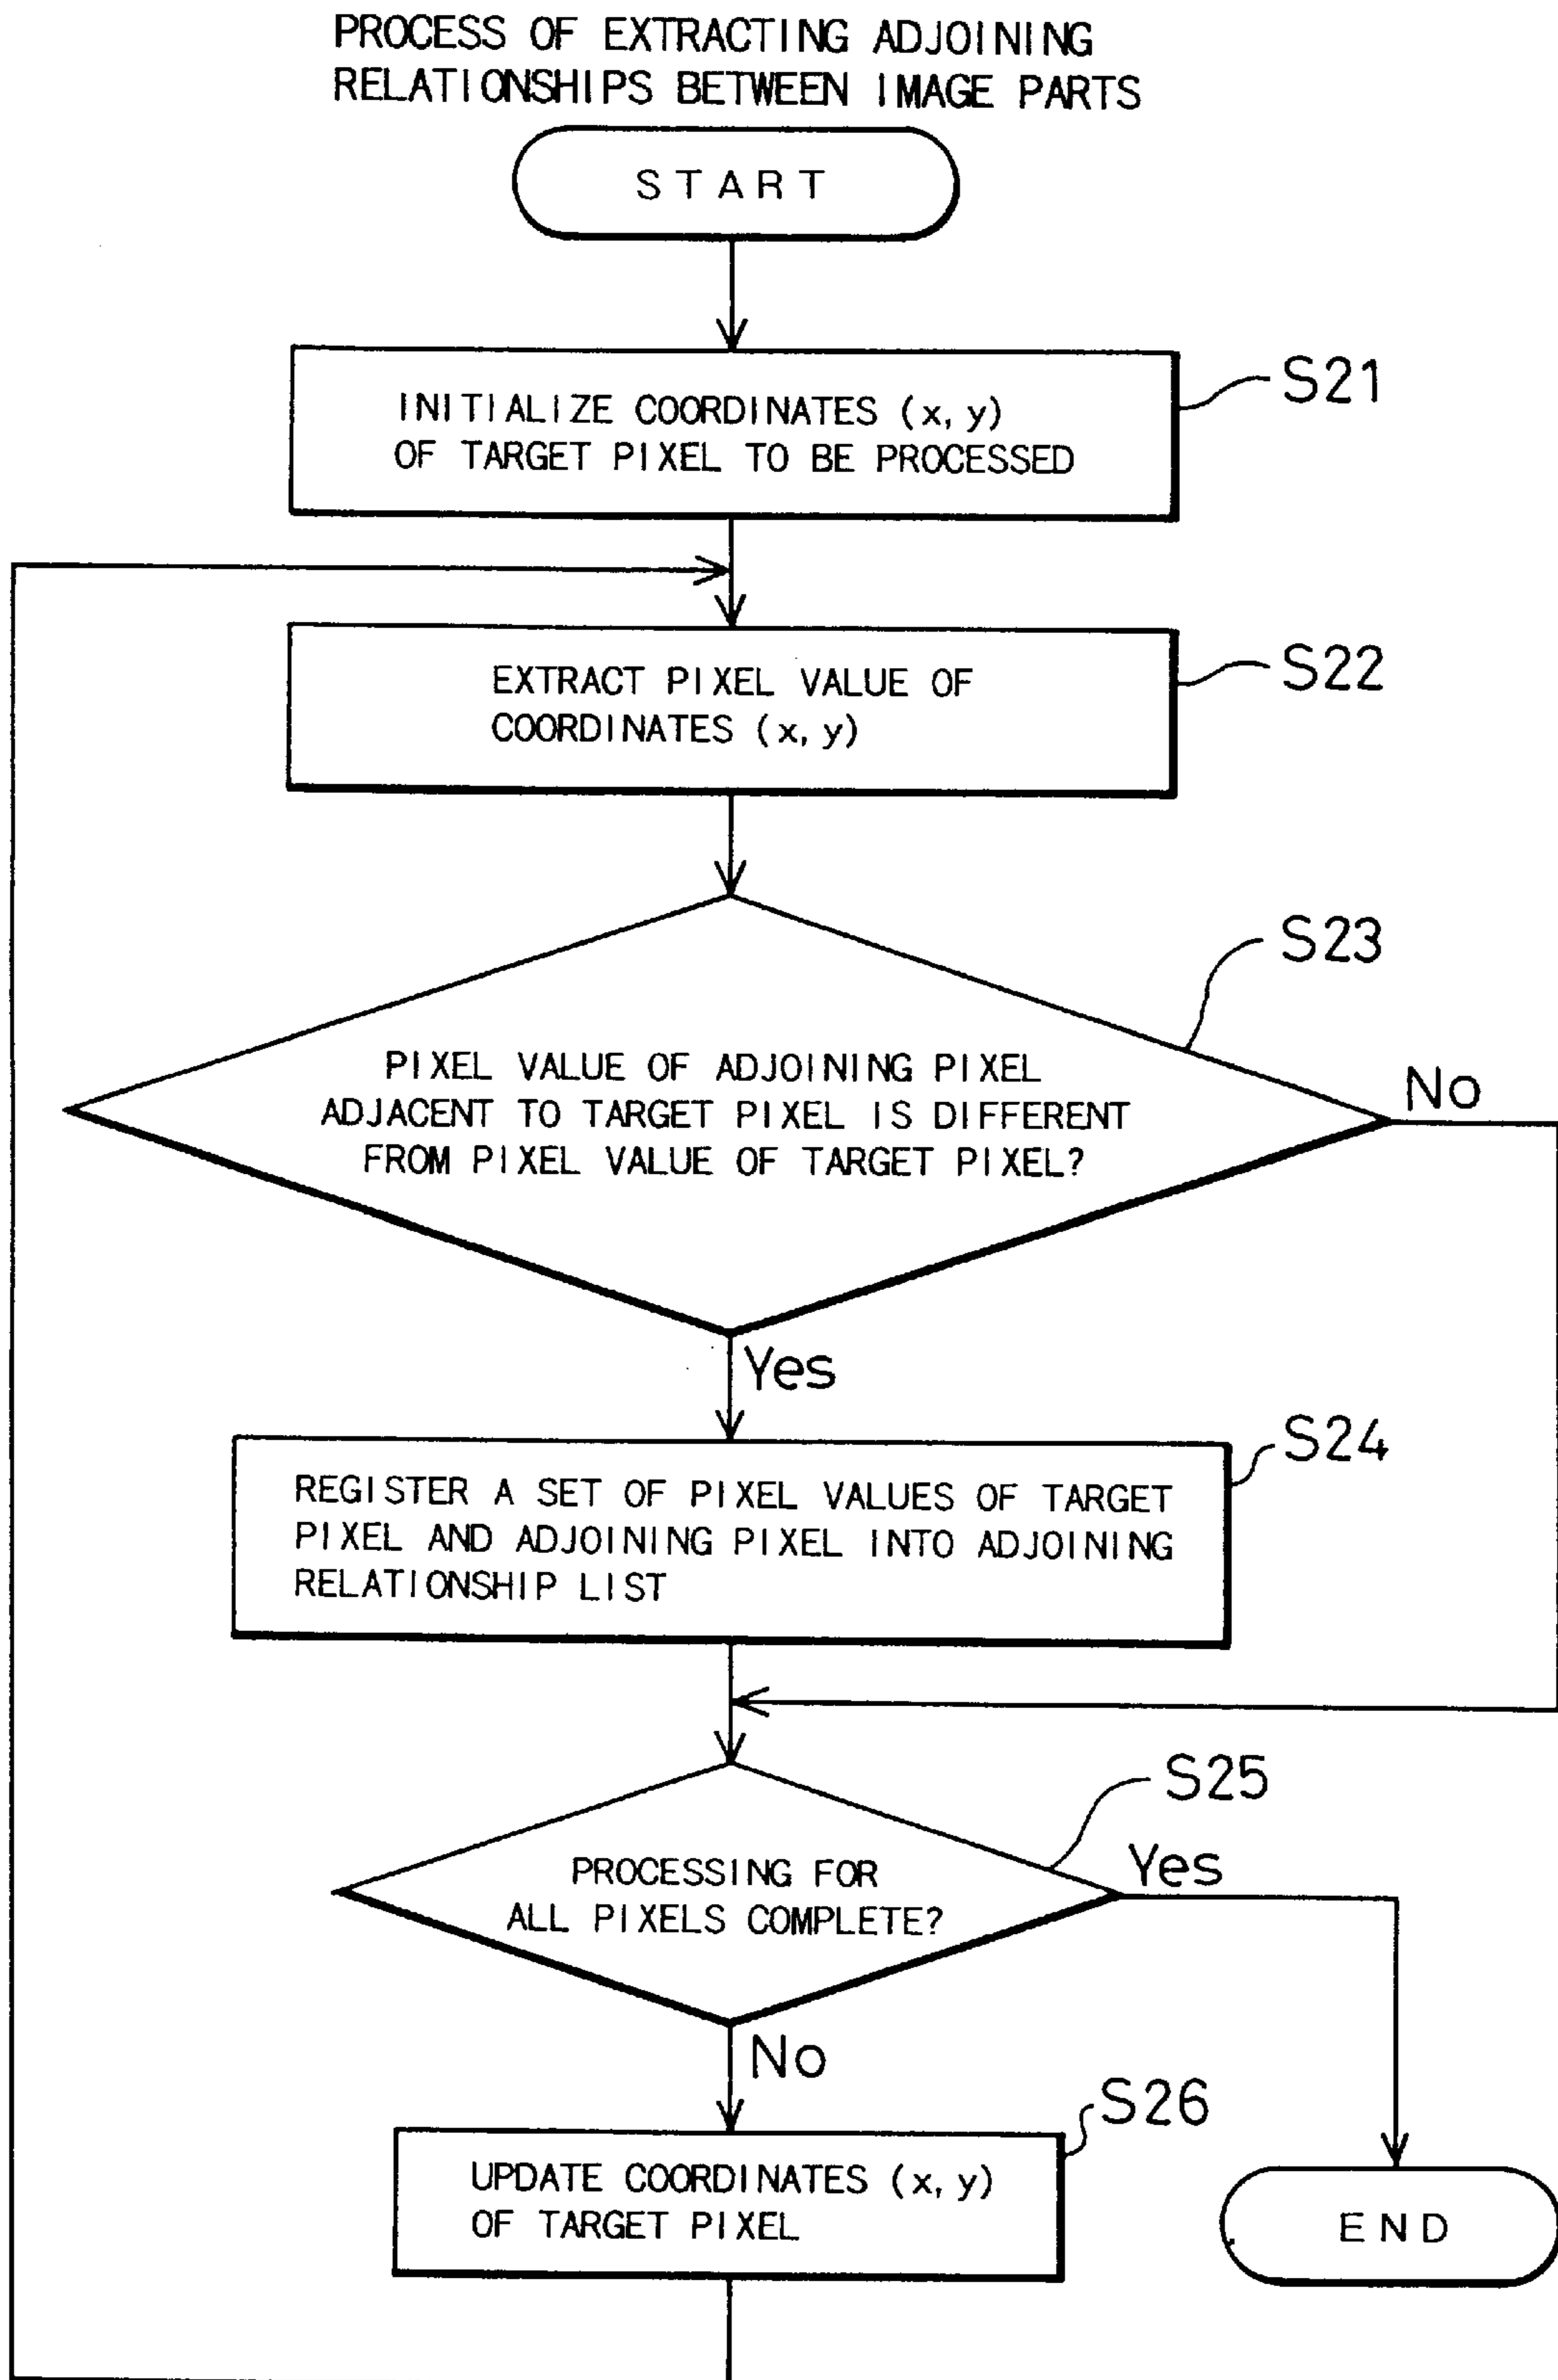 PROCESS OF EXTRACTING ADJOINING
RELATIONSHIPS BETWEEN IMAGE PARTS
START
S21
INITIALIZE COORDINATES (x, y)
OF TARGET PIXEL TO BE PROCESSED
S22
EXTRACT PIXEL VALUE OF
COORDINATES (x, y)
S23
PIXEL VALUE OF ADJOINING PIXEL
ADJACENT TO TARGET PIXEL IS DIFFERENT
FROM PIXEL VALUE OF TARGET PIXEL?
No
Yes
S24
REGISTER A SET OF PIXEL VALUES OF TARGET
PIXEL AND ADJOINING PIXEL INTO ADJOINING
RELATIONSHIP LIST
S25
PROCESSING FOR
ALL PIXELS COMPLETE?
Yes
No
S26
UPDATE COORDINATES (x, y)
OF TARGET PIXEL
END